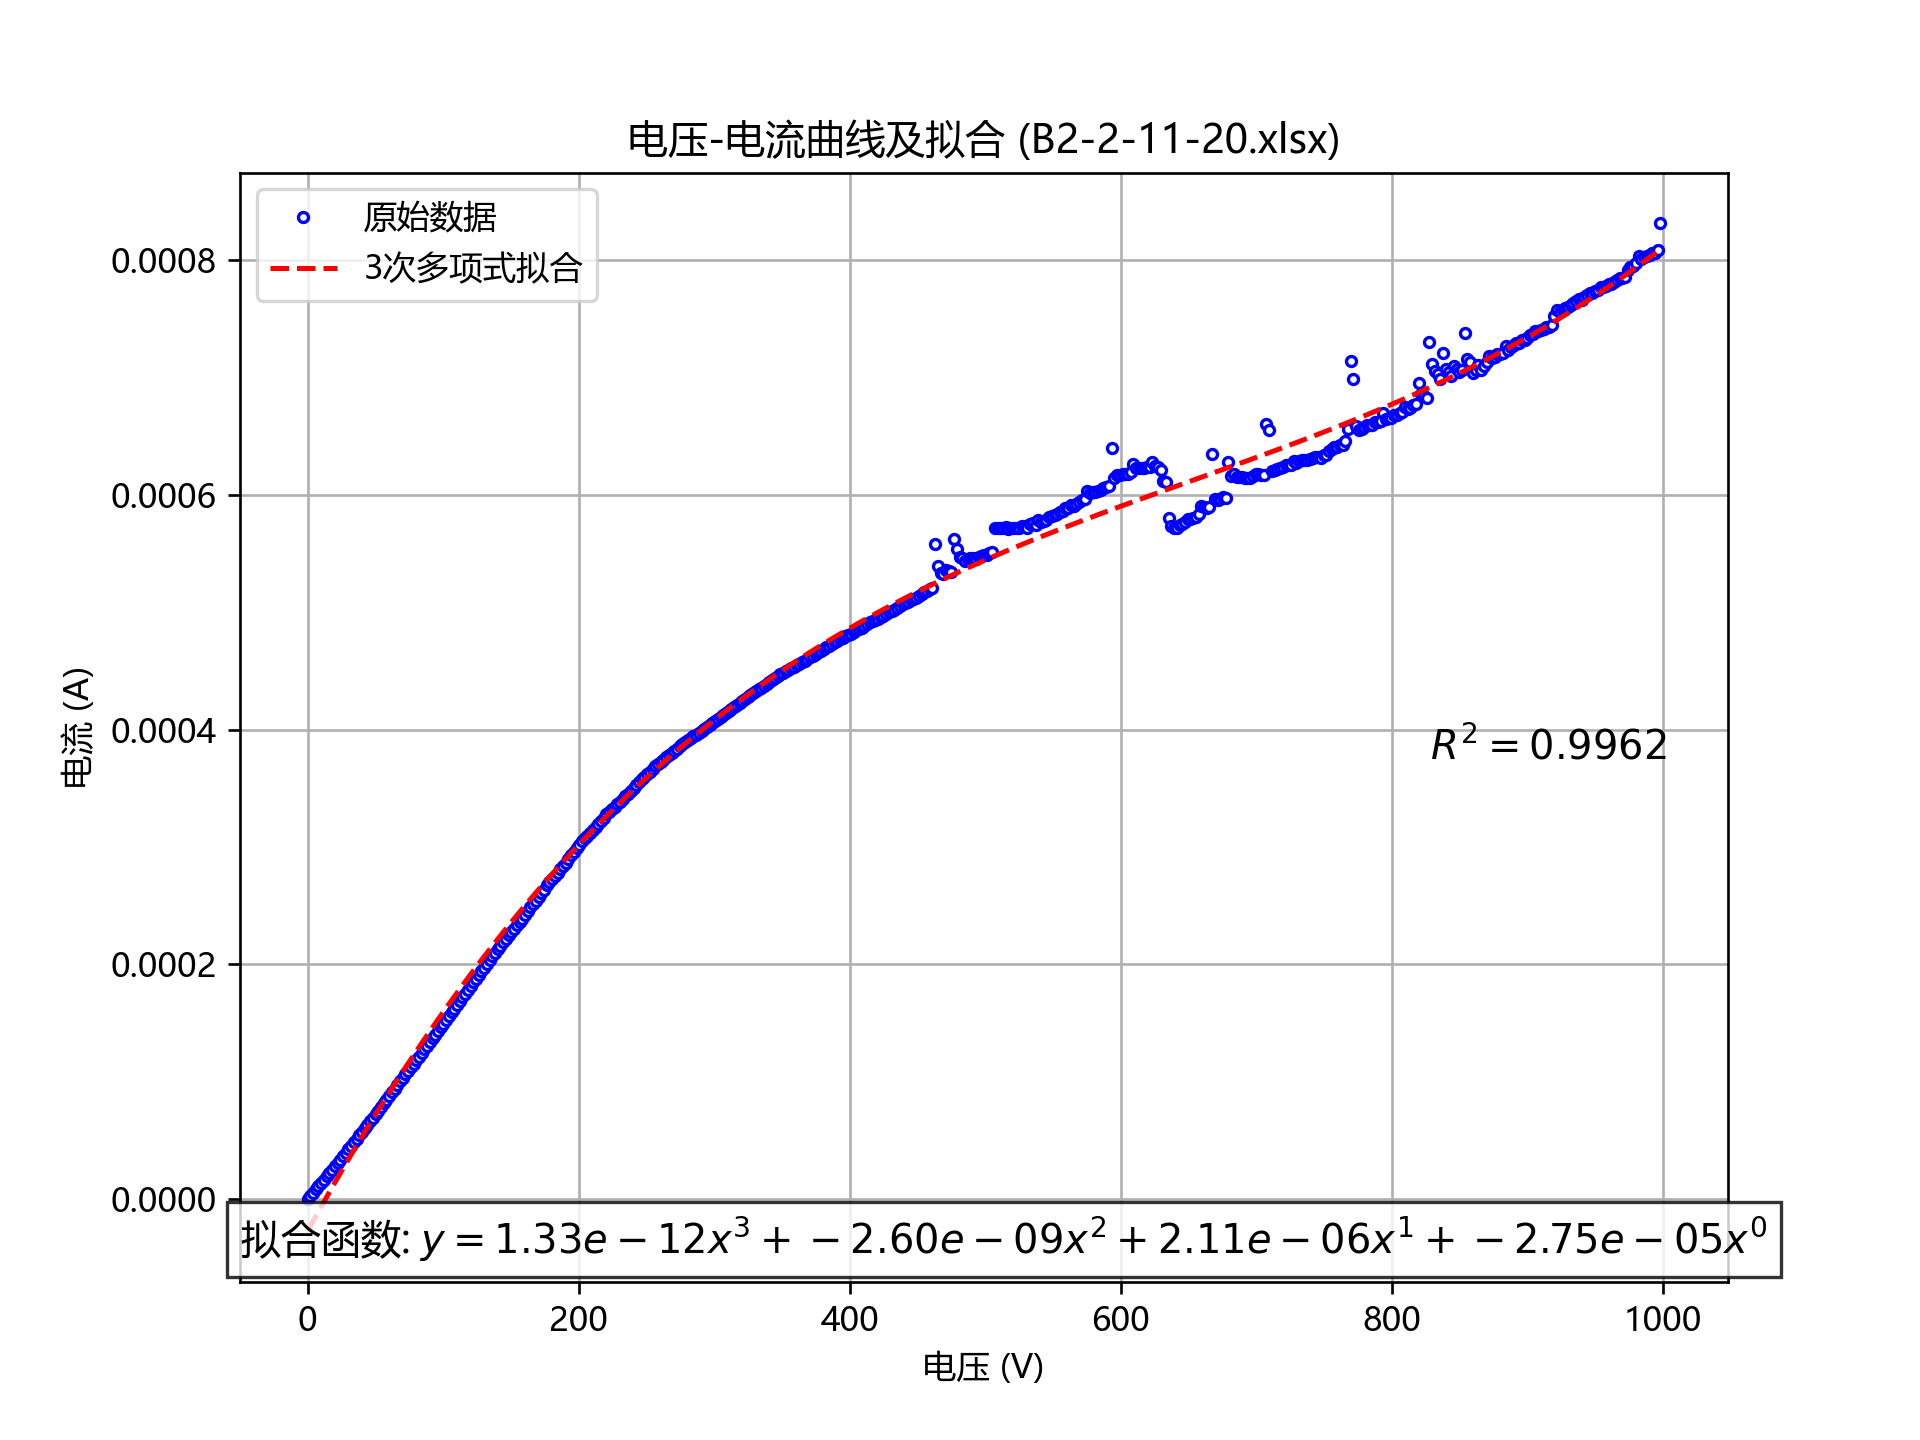 电压-电流曲线及拟合 (B2-2-11-20.xlsx)
原始数据
3次多项式拟合
0.0008
0.0006
0.0004
0.0002
0.0000
电流 (A)
R² = 0.9962
拟合函数: y = 1.33e − 12x³ + −2.60e − 09x² + 2.11e − 06x¹ + −2.75e − 05x⁰
0 200 400 600 800 1000
电压 (V)